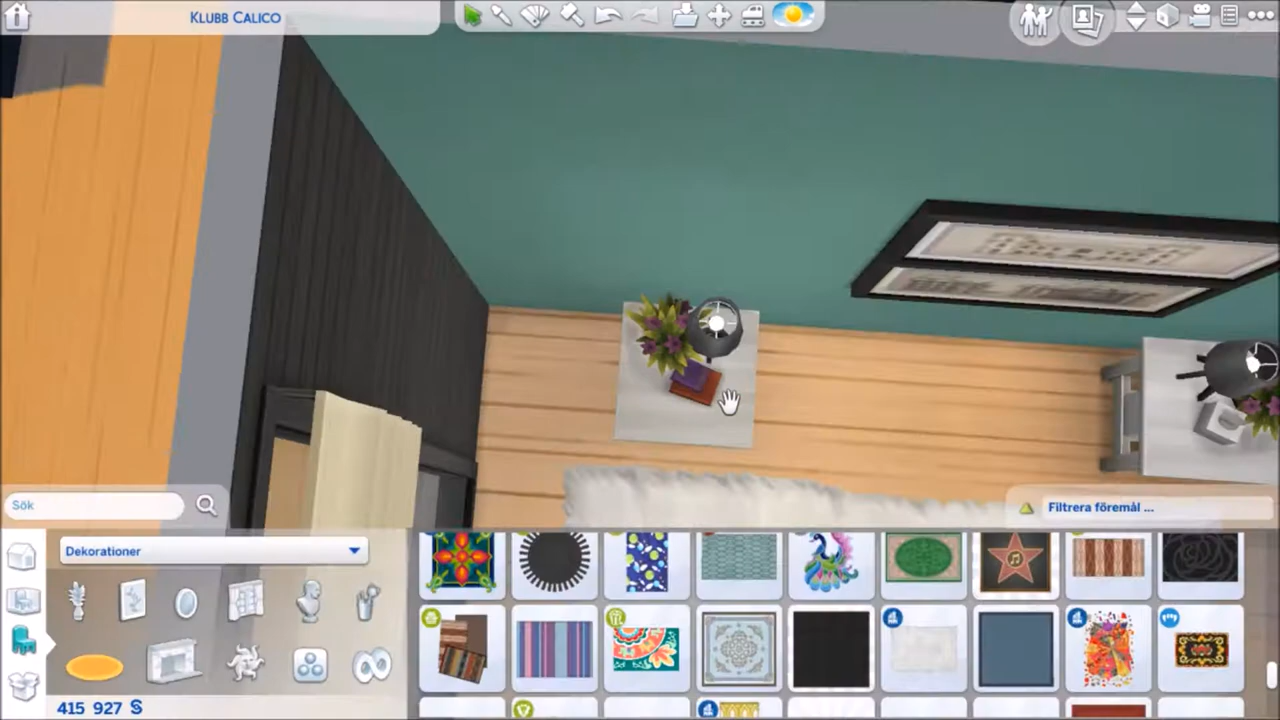 KLUBB CALICO
Sök
Filtrera föremål ...
Dekorationer
415 927 S